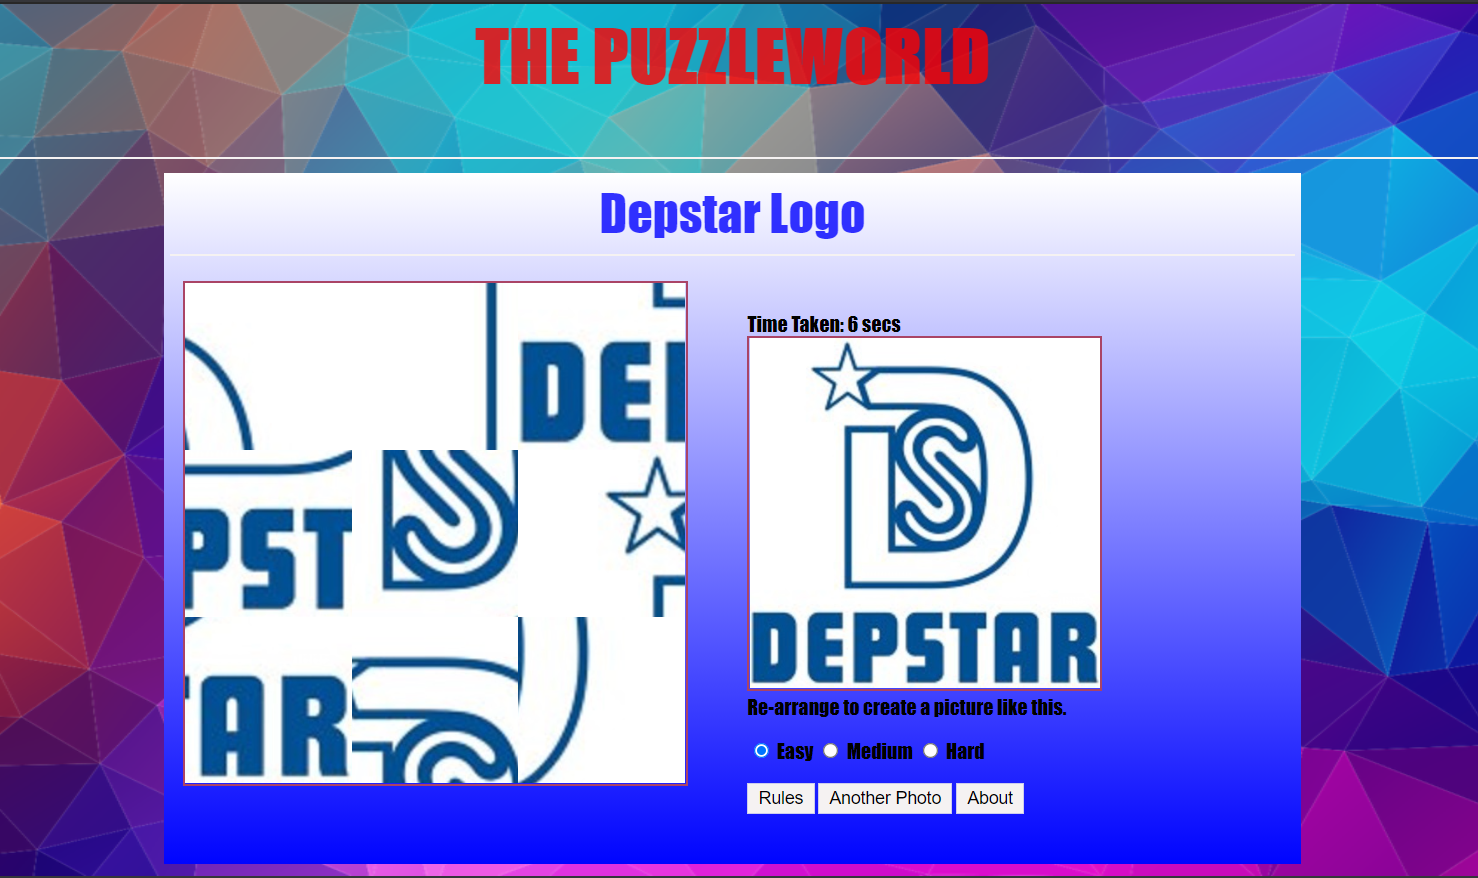 THE PUZZLEWORLD
Depstar Logo
Time Taken: 6 secs
DEPSTAR
Re-arrange to create a picture like this.
Easy Medium Hard
Rules Another Photo About
DE
PST
AR